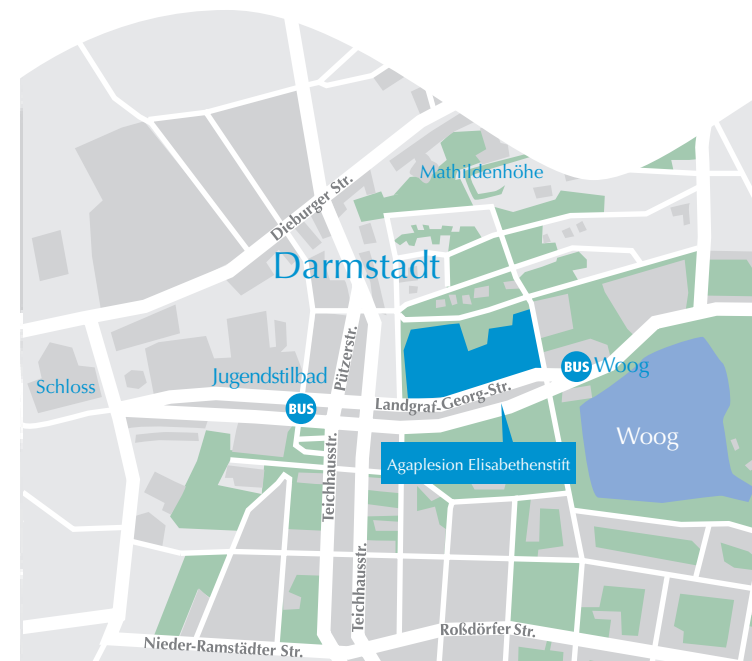 Mathildenhöhe
Dieburger Str.
Darmstadt
Pützerstr.
BUS Woog
Jugendstilbad
Schloss
BUS
Landgraf-Georg-Str.
Woog
Agaplesion Elisabethenstift
Teichhausstr.
Teichhausstr.
Roßdörfer Str.
Nieder-Ramstädter Str.